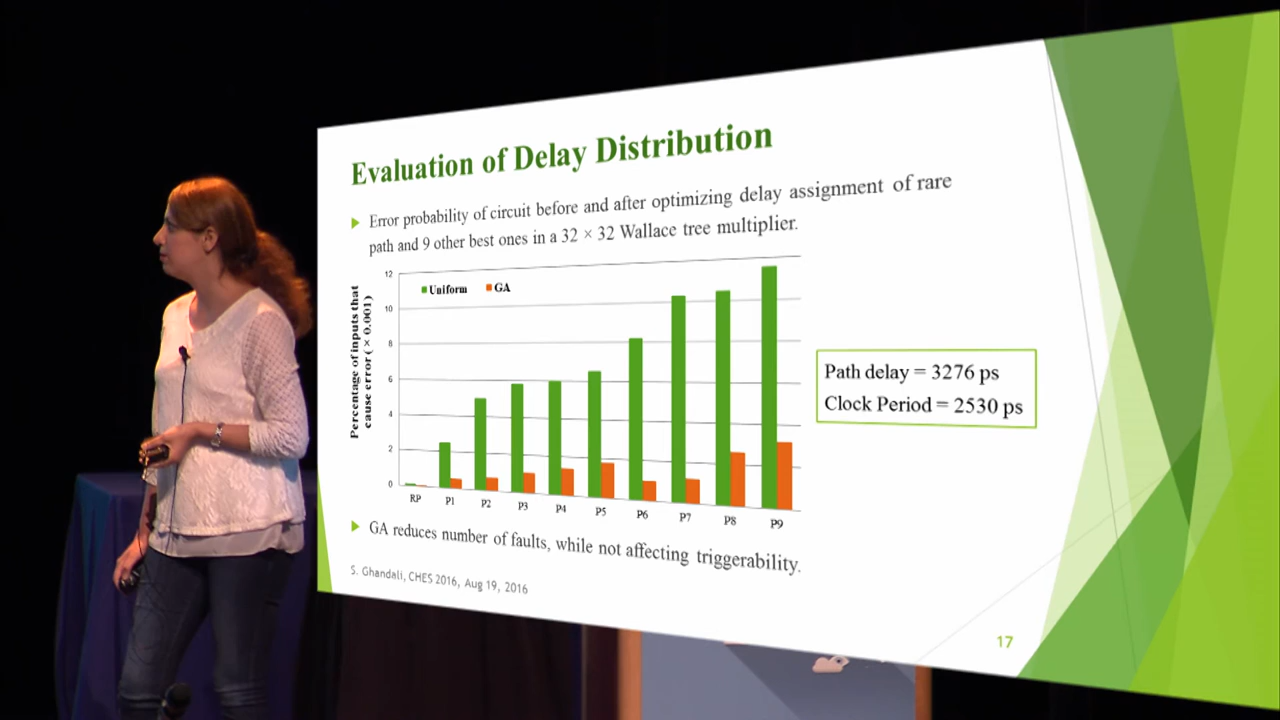 Evaluation of Delay Distribution
Error probability of circuit before and after optimizing delay assignment of rare
path and 9 other best ones in a 32 × 32 Wallace tree multiplier.
Percentage of inputs that
cause error ( × 0.001)
12
10
8
6
4
2
0
Uniform GA
RP P1 P2 P3 P4 P5 P6 P7 P8 P9
Path delay = 3276 ps
Clock Period = 2530 ps
GA reduces number of faults, while not affecting triggerability.
S. Ghandali, CHES 2016, Aug 19, 2016
17